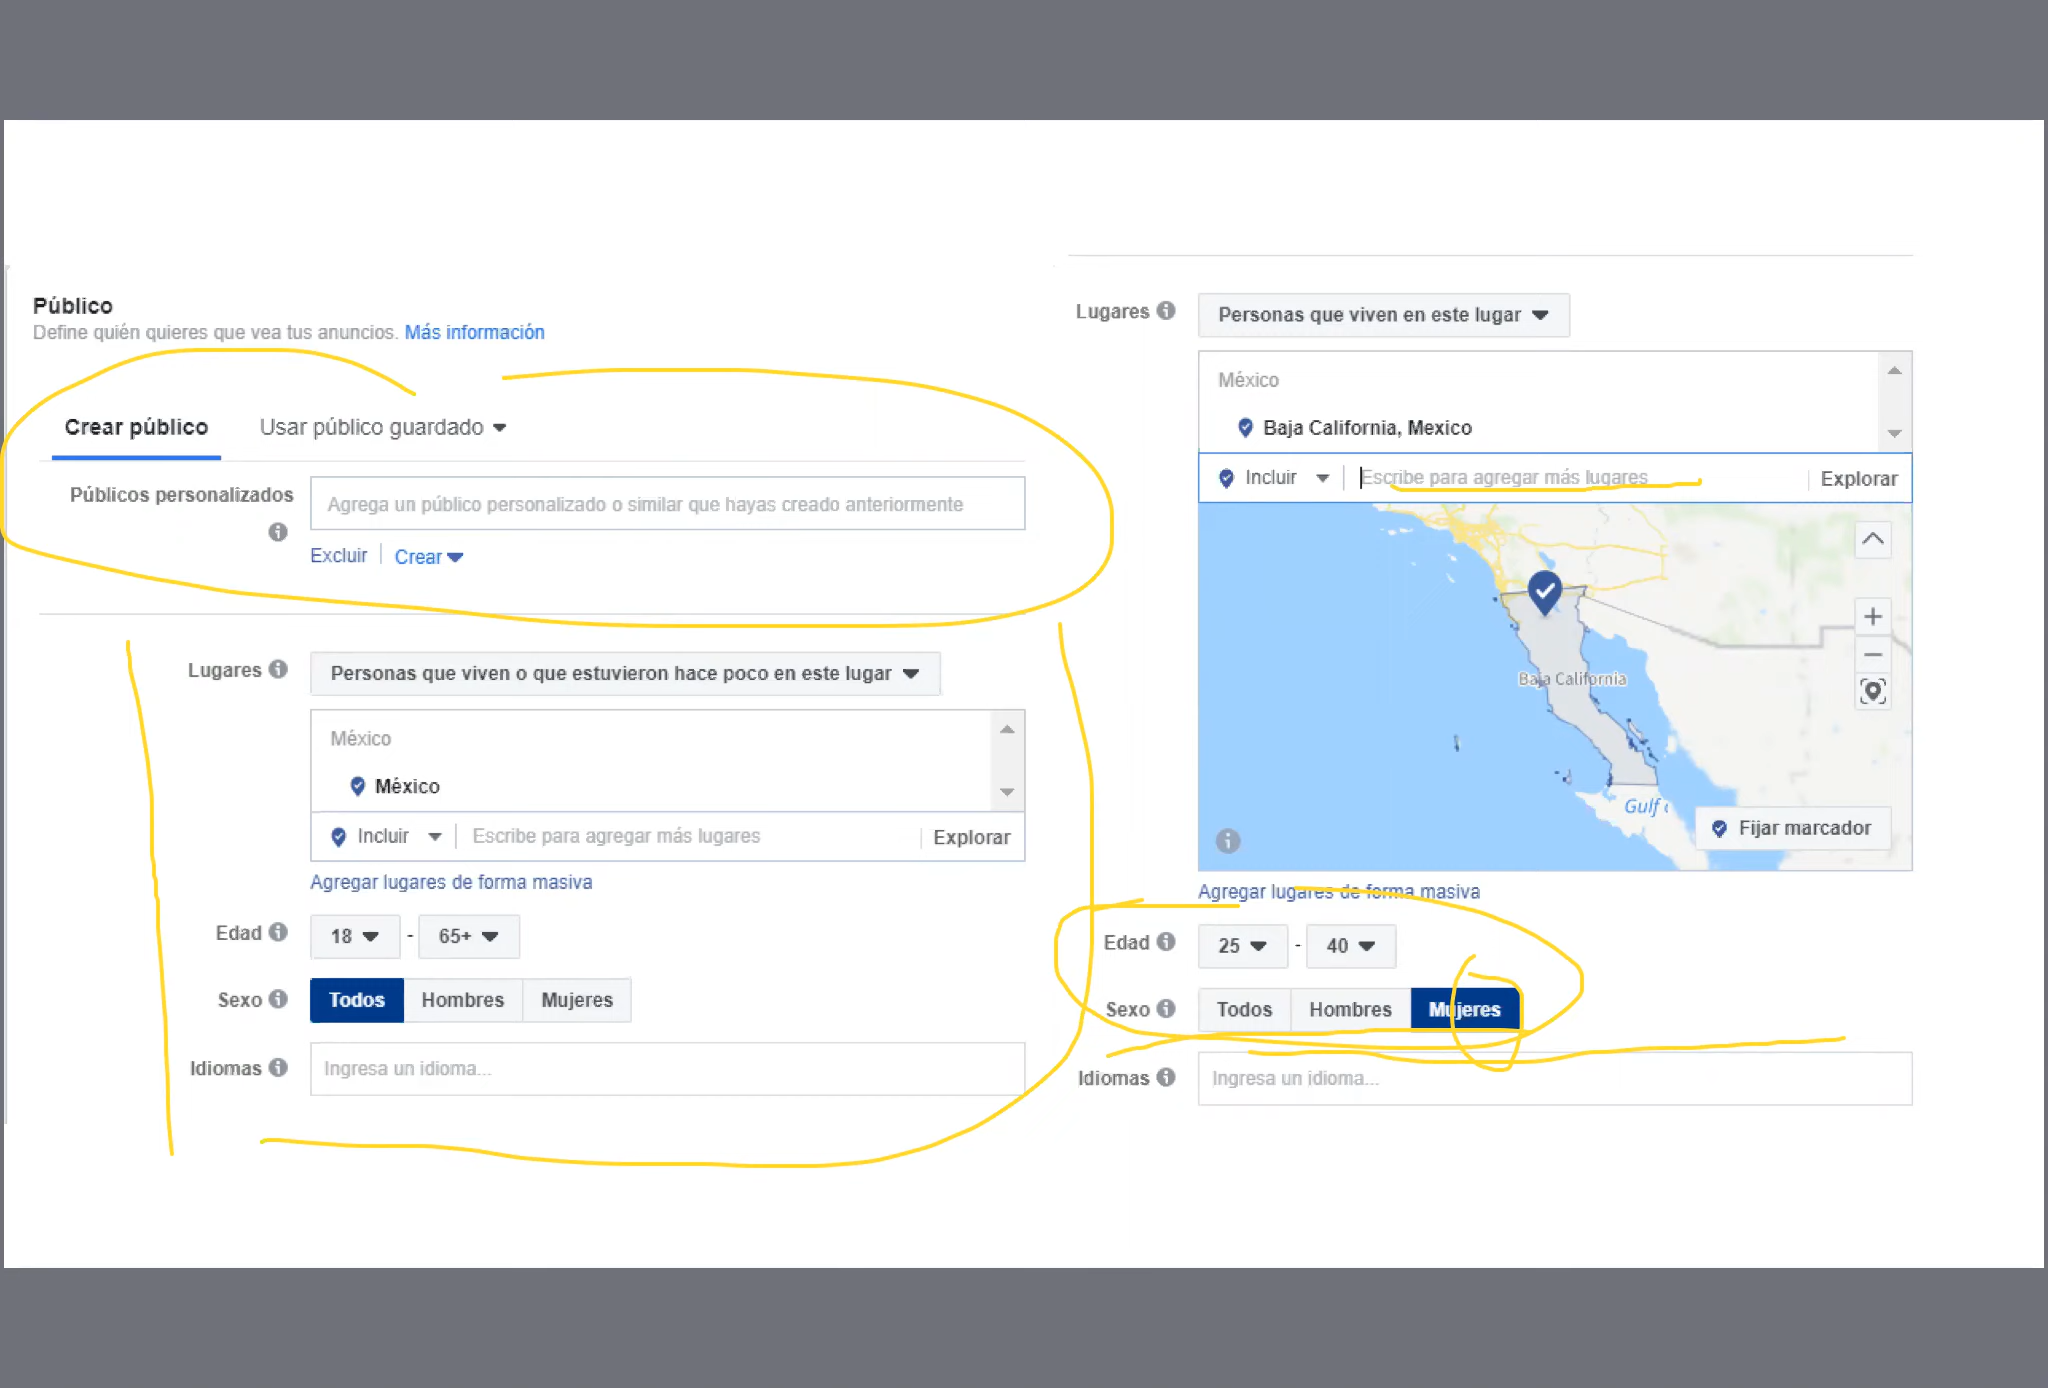 Público
Define quién quieres que vea tus anuncios. Más información
Crear público Usar público guardado
Públicos personalizados Agrega un público personalizado o similar que hayas creado anteriormente
Excluir Crear
Lugares Personas que viven o que estuvieron hace poco en este lugar
México
México
Incluir Escribe para agregar más lugares Explorar
Agregar lugares de forma masiva
Edad 18 - 65+
Sexo Todos Hombres Mujeres
Idiomas Ingresa un idioma...
Lugares Personas que viven en este lugar
México
Baja California, Mexico
Incluir Escribe para agregar más lugares Explorar
Baja California
Gulf
Fijar marcador
Agregar lugares de forma masiva
Edad 25 - 40
Sexo Todos Hombres Mujeres
Idiomas Ingresa un idioma...